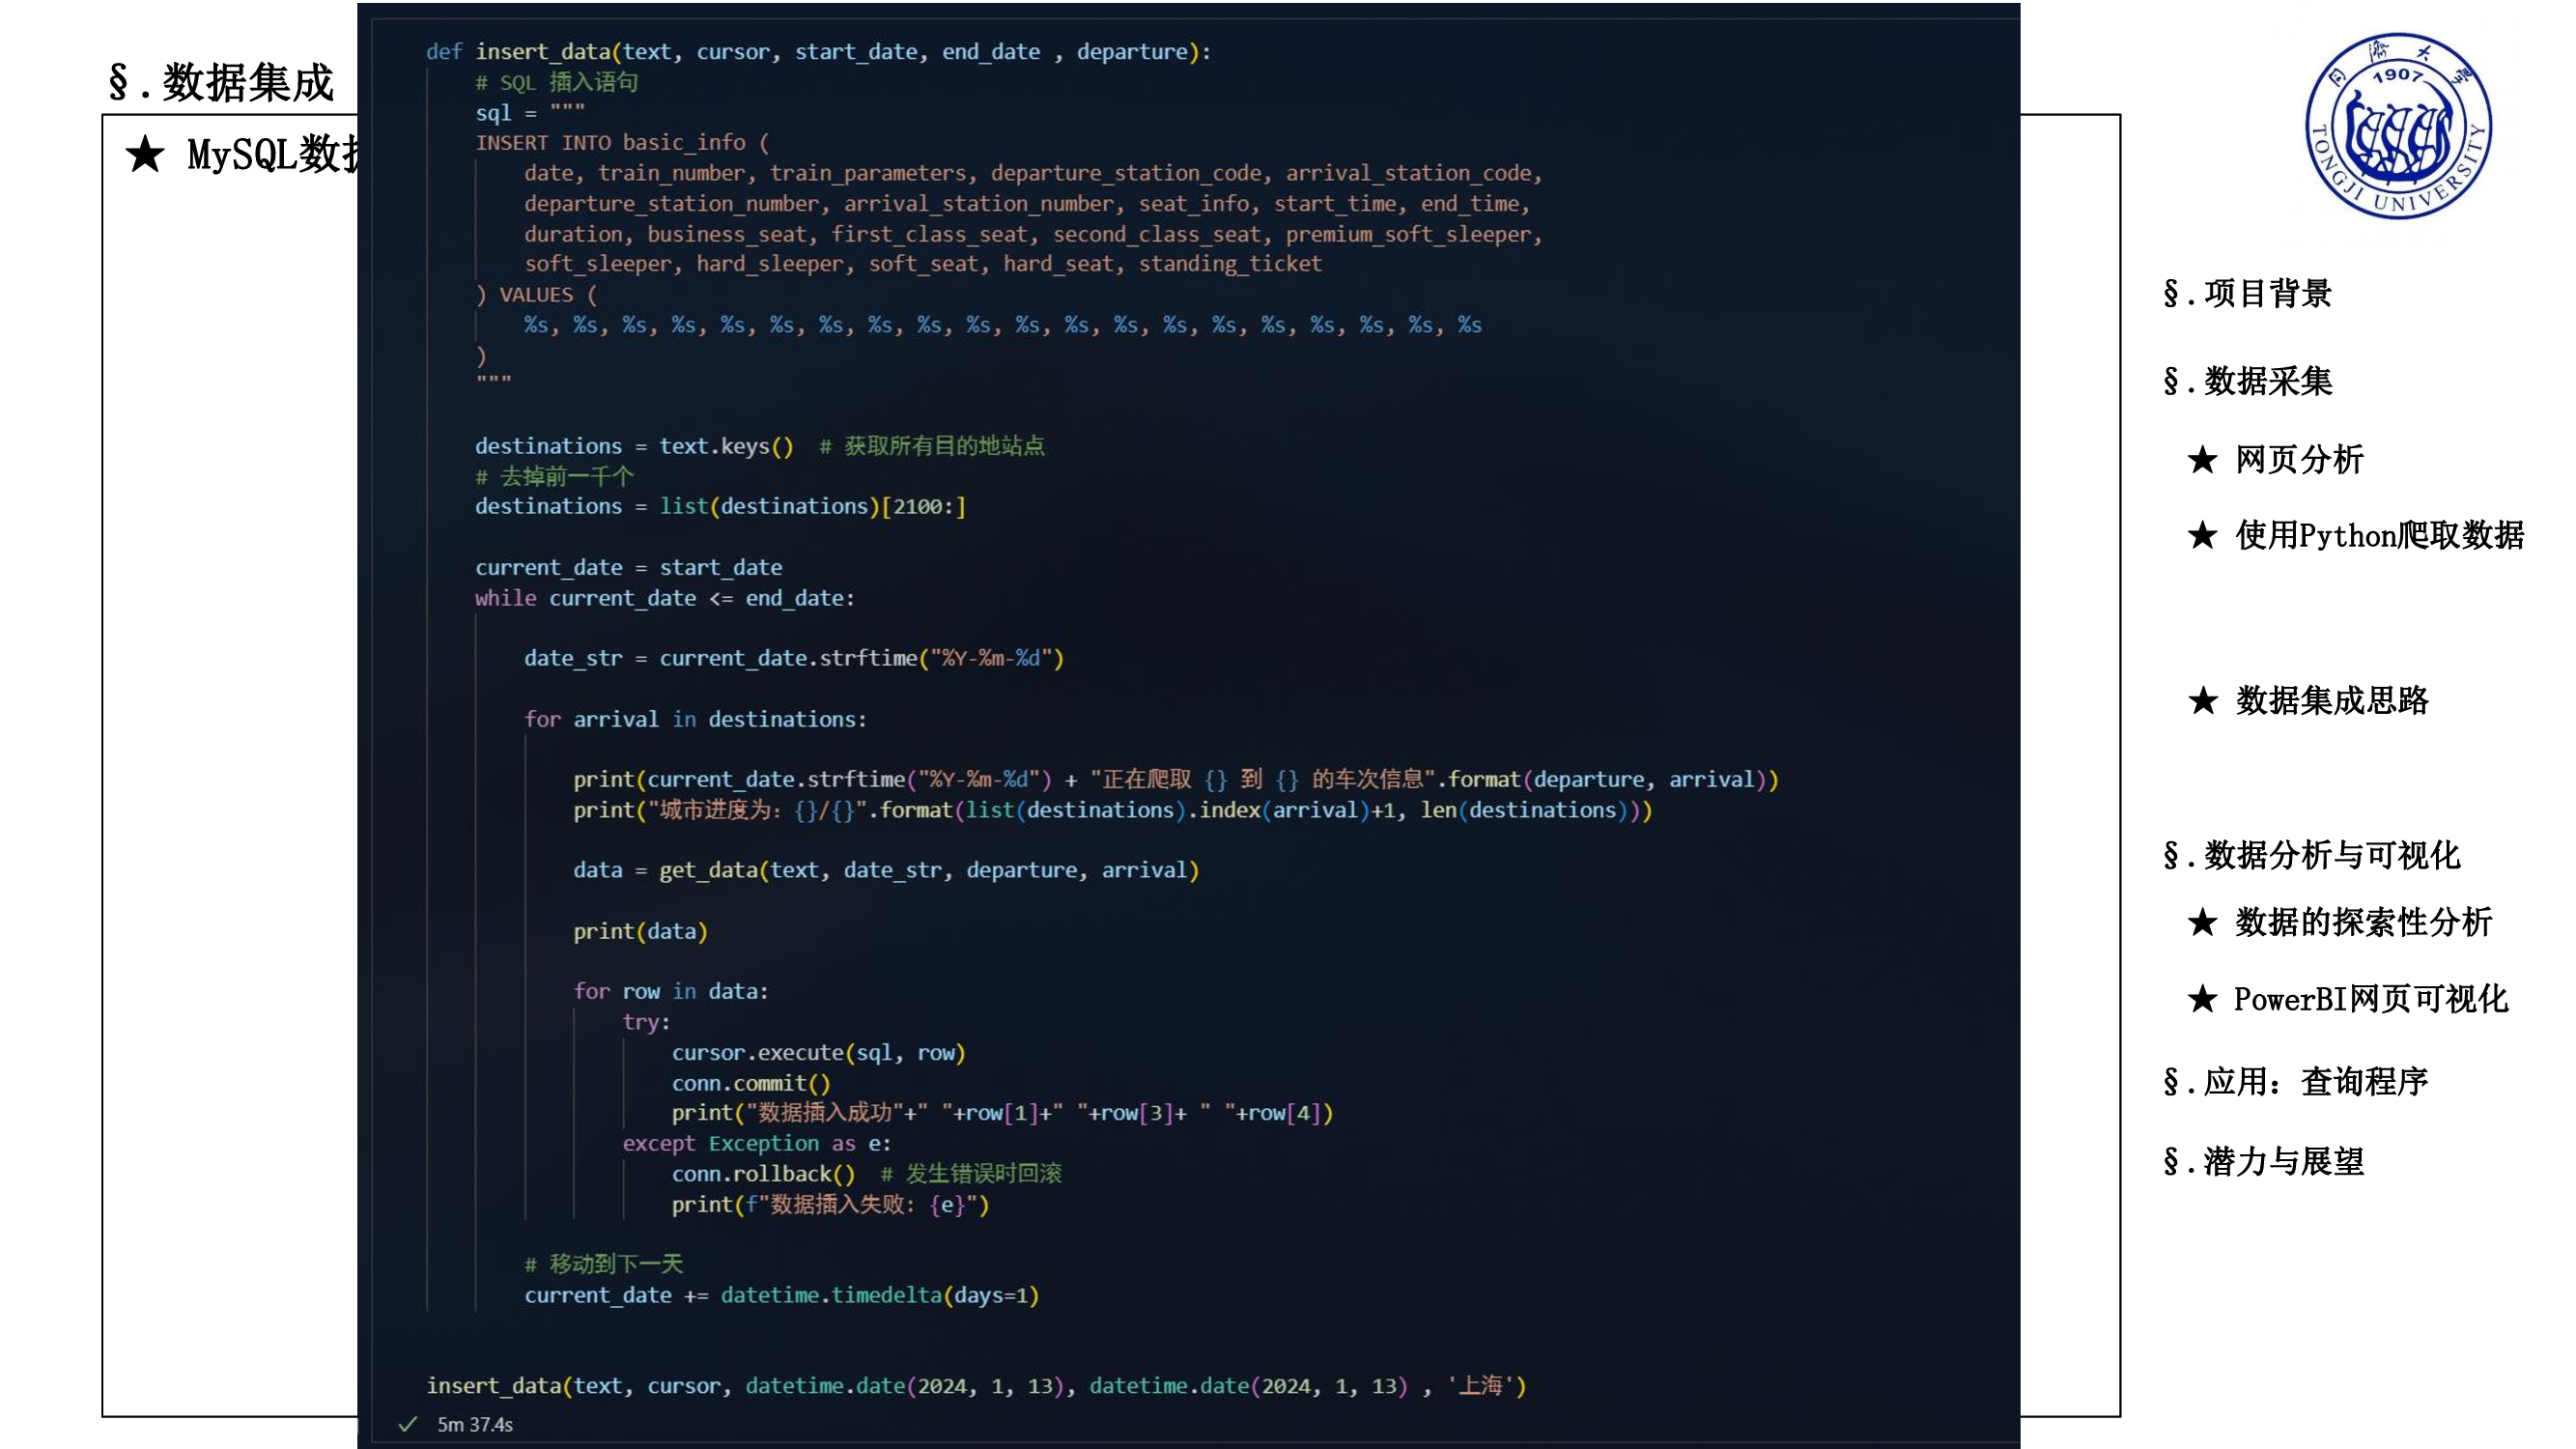 §.数据集成
★ MySQL数
def insert_data(text, cursor, start_date, end_date , departure):
# SQL 插入语句
sql = """
INSERT INTO basic_info (
date, train_number, train_parameters, departure_station_code, arrival_station_code,
departure_station_number, arrival_station_number, seat_info, start_time, end_time,
duration, business_seat, first_class_seat, second_class_seat, premium_soft_sleeper,
soft_sleeper, hard_sleeper, soft_seat, hard_seat, standing_ticket
) VALUES (
%s, %s, %s, %s, %s, %s, %s, %s, %s, %s, %s, %s, %s, %s, %s, %s, %s, %s, %s, %s
)
"""
destinations = text.keys()  # 获取所有目的地站点
# 去掉前一千个
destinations = list(destinations)[2100:]
current_date = start_date
while current_date <= end_date:
date_str = current_date.strftime("%Y-%m-%d")
for arrival in destinations:
print(current_date.strftime("%Y-%m-%d") + "正在爬取 {} 到 {} 的车次信息".format(departure, arrival))
print("城市进度为: {}/{}".format(list(destinations).index(arrival)+1, len(destinations)))
data = get_data(text, date_str, departure, arrival)
print(data)
for row in data:
try:
cursor.execute(sql, row)
conn.commit()
print("数据插入成功"+" "+row[1]+" "+row[3]+ " "+row[4])
except Exception as e:
conn.rollback()  # 发生错误时回滚
print(f"数据插入失败: {e}")
# 移动到下一天
current_date += datetime.timedelta(days=1)
insert_data(text, cursor, datetime.date(2024, 1, 13), datetime.date(2024, 1, 13) , '上海')
✓ 5m 37.4s
同济大学
1907
TONGJI UNIVERSITY
§.项目背景
§.数据采集
★ 网页分析
★ 使用Python爬取数据
★ 数据集成思路
§.数据分析与可视化
★ 数据的探索性分析
★ PowerBI网页可视化
§.应用：查询程序
§.潜力与展望